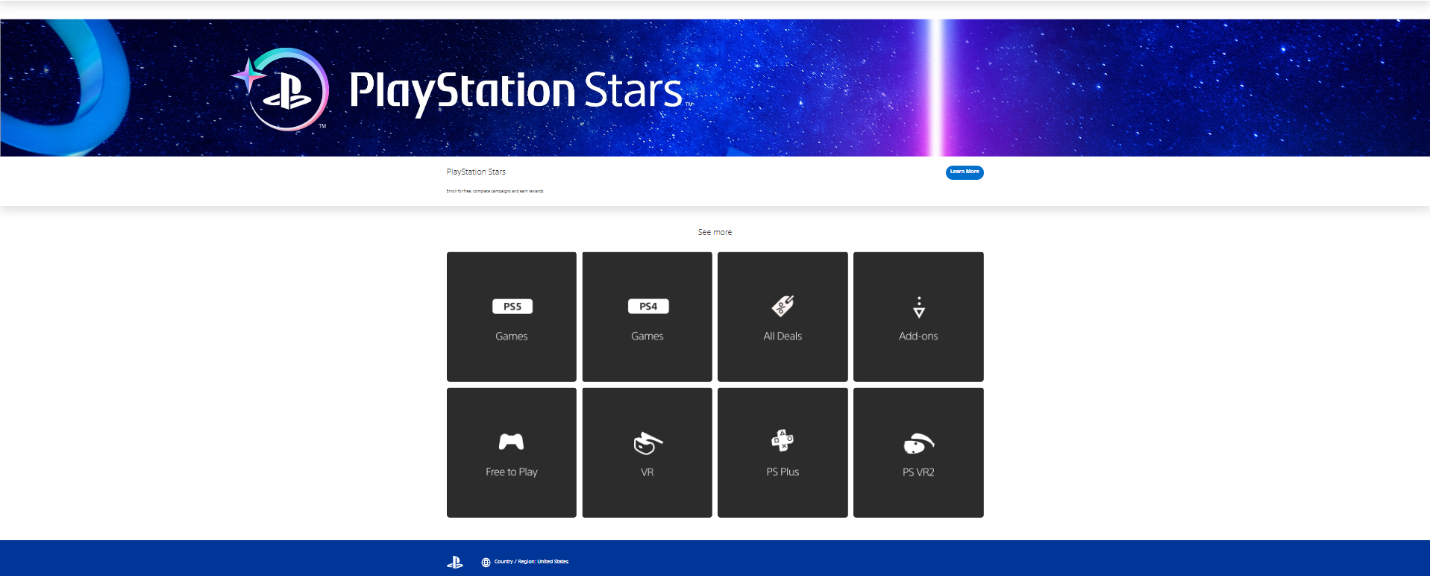 PlayStation Stars™
PlayStation Stars
Learn More
Enroll for free, complete campaigns and earn rewards
See more
PS5
Games
PS4
Games
All Deals
Add-ons
Free to Play
VR
PS Plus
PS VR2
Country / Region: United States